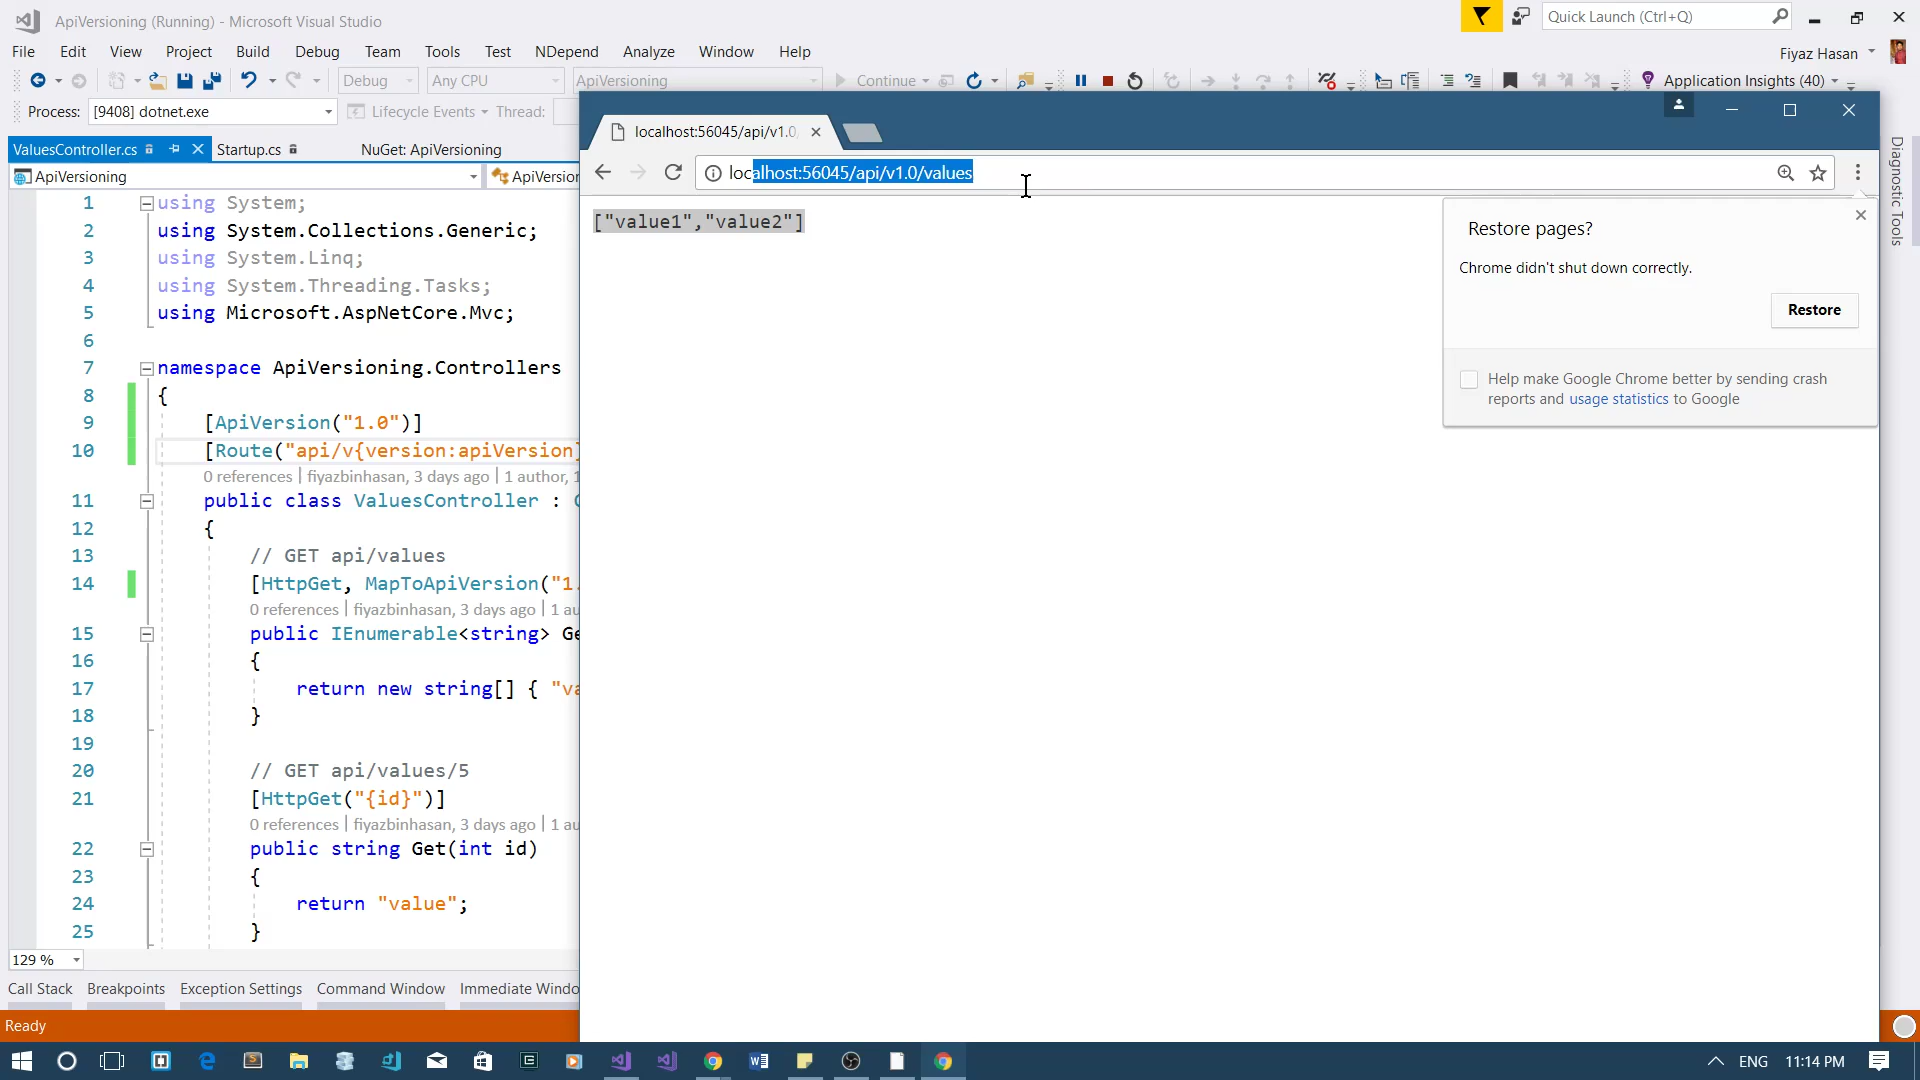 ApiVersioning (Running) - Microsoft Visual Studio
Quick Launch (Ctrl+Q)
File Edit View Project Build Debug Team Tools Test NDepend Analyze Window Help
Fiyaz Hasan
Debug Any CPU ApiVersioning Continue Application Insights (40)
Process: [9408] dotnet.exe Lifecycle Events Thread:
ValuesController.cs Startup.cs NuGet: ApiVersioning
ApiVersioning ApiVersion
1 using System;
2 using System.Collections.Generic;
3 using System.Linq;
4 using System.Threading.Tasks;
5 using Microsoft.AspNetCore.Mvc;
6
7 namespace ApiVersioning.Controllers
8 {
9 [ApiVersion("1.0")]
10 [Route("api/v{version:apiVersion}
0 references | fiyazbinhasan, 3 days ago | 1 author, 1
11 public class ValuesController : C
12 {
13 // GET api/values
14 [HttpGet, MapToApiVersion("1.
0 references | fiyazbinhasan, 3 days ago | 1 au
15 public IEnumerable<string> Ge
16 {
17 return new string[] { "va
18 }
19
20 // GET api/values/5
21 [HttpGet("{id}")]
0 references | fiyazbinhasan, 3 days ago | 1 au
22 public string Get(int id)
23 {
24 return "value";
25 }
129 %
Call Stack Breakpoints Exception Settings Command Window Immediate Windo
Ready
localhost:56045/api/v1.0
localhost:56045/api/v1.0/values
["value1","value2"]
Restore pages?
Chrome didn't shut down correctly.
Restore
Help make Google Chrome better by sending crash
reports and usage statistics to Google
Diagnostic Tools
ENG 11:14 PM